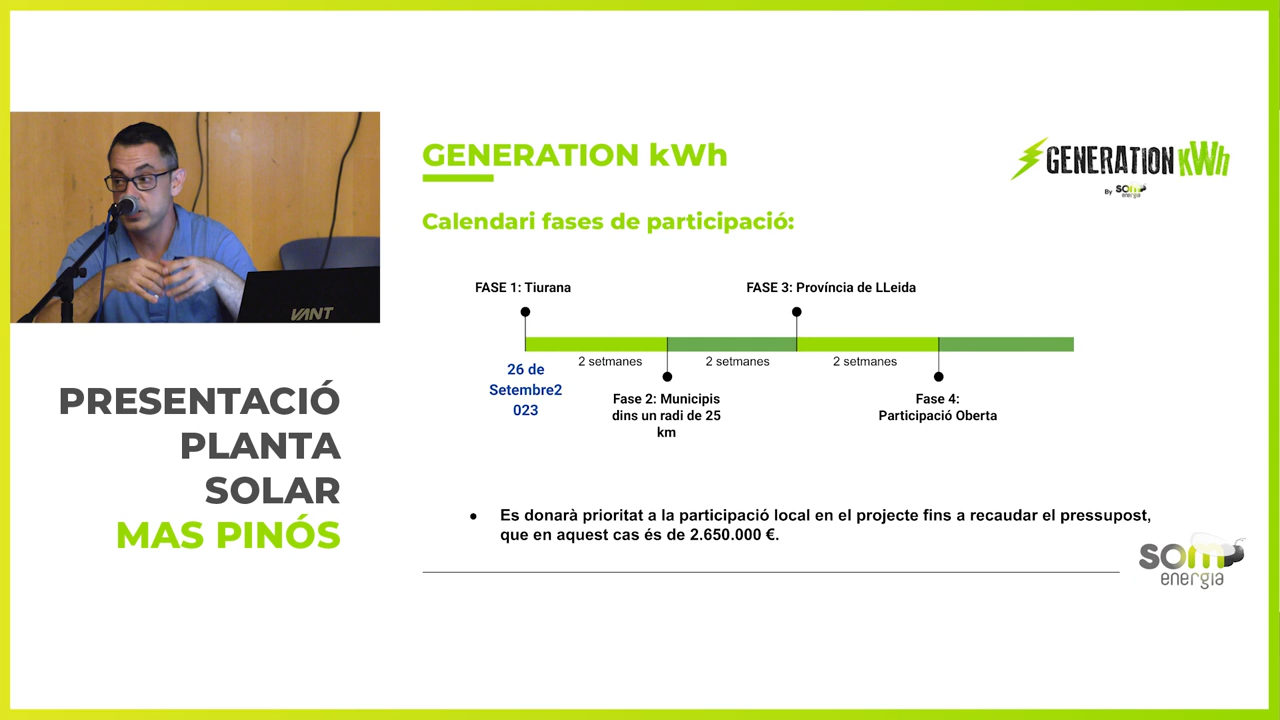 VANT
PRESENTACIÓ
PLANTA
SOLAR
MAS PINÓS
GENERATION kWh
GENERATION kWh
By som energia
Calendari fases de participació:
FASE 1: Tiurana
FASE 3: Província de LLeida
2 setmanes
2 setmanes
2 setmanes
26 de
Setembre2
023
Fase 2: Municipis
dins un radi de 25
km
Fase 4:
Participació Oberta
• Es donarà prioritat a la participació local en el projecte fins a recaudar el pressupost,
que en aquest cas és de 2.650.000 €.
som
energia